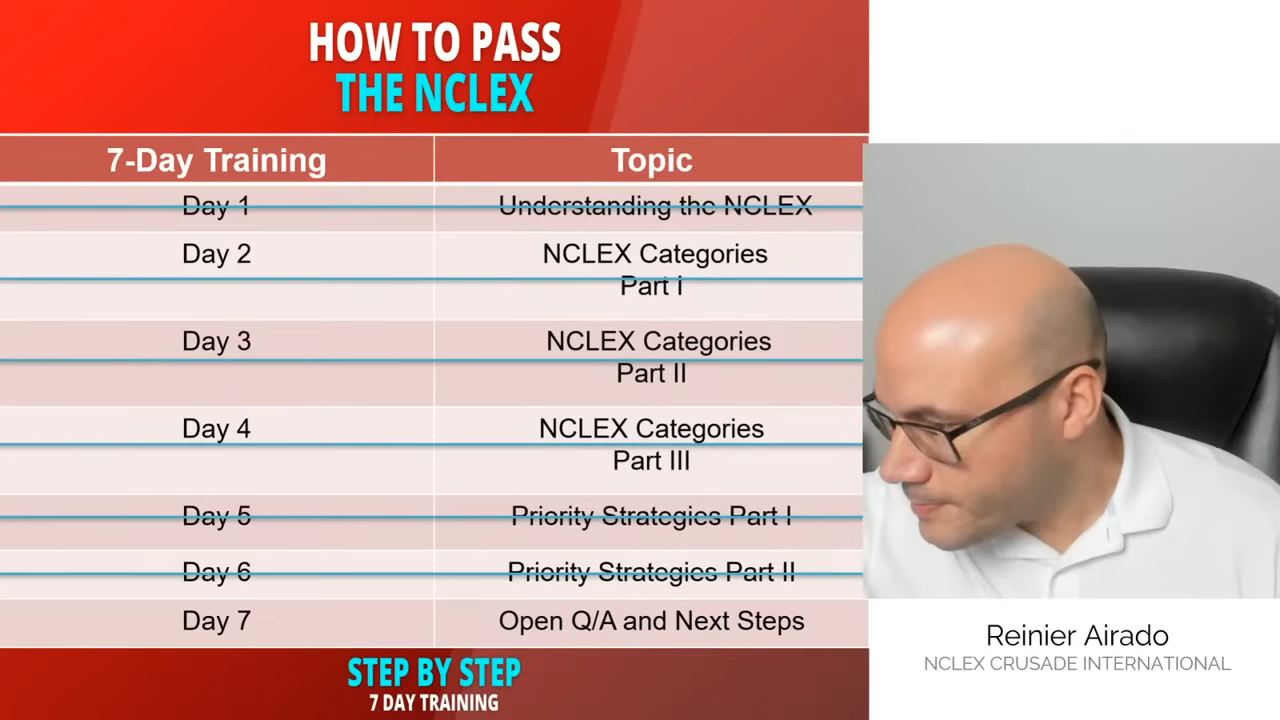 HOW TO PASS
THE NCLEX
7-Day Training Topic
Day 1 Understanding the NCLEX
Day 2 NCLEX Categories
Part I
Day 3 NCLEX Categories
Part II
Day 4 NCLEX Categories
Part III
Day 5 Priority Strategies Part I
Day 6 Priority Strategies Part II
Day 7 Open Q/A and Next Steps
STEP BY STEP
7 DAY TRAINING
Reinier Airado
NCLEX CRUSADE INTERNATIONAL